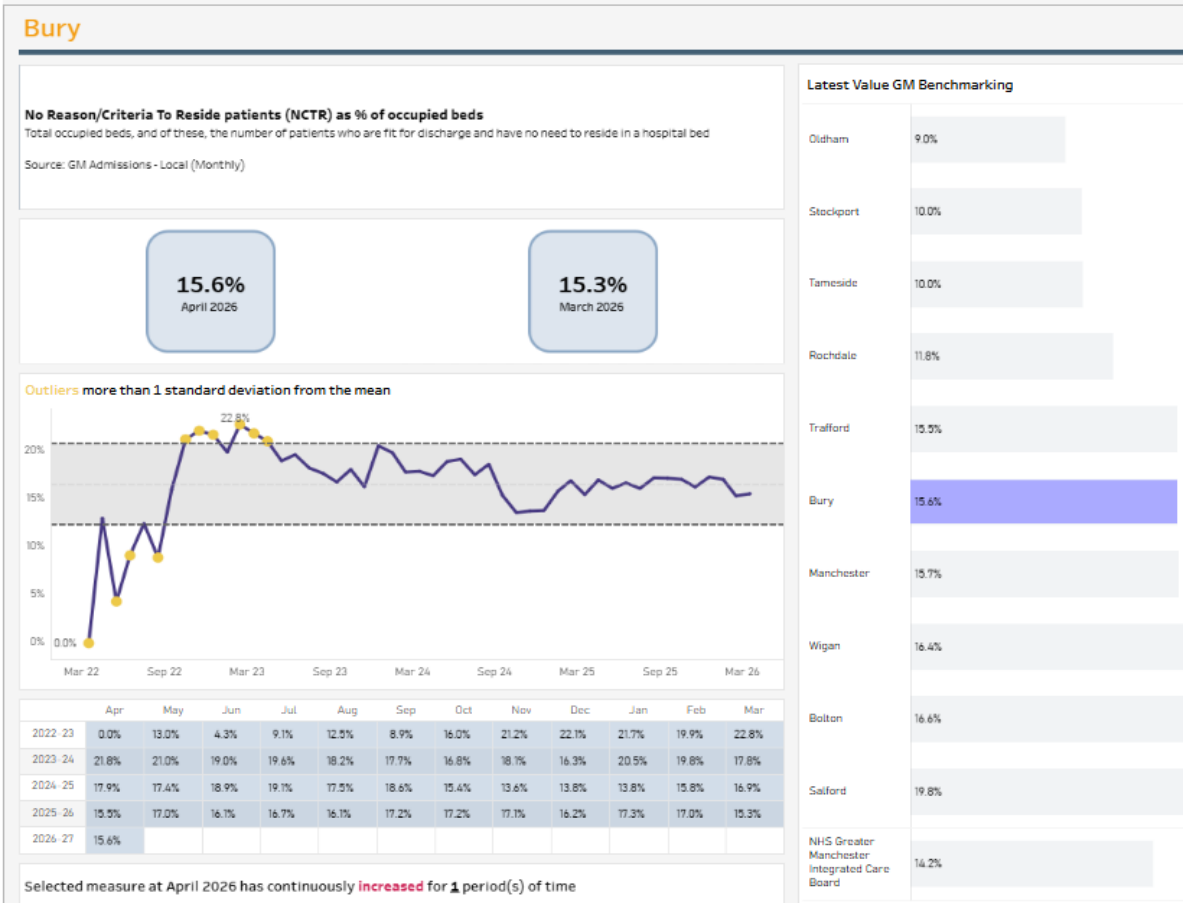 Bury
No Reason/Criteria To Reside patients (NCTR) as % of occupied beds
Total occupied beds, and of these, the number of patients who are fit for discharge and have no need to reside in a hospital bed
Source: GM Admissions - Local (Monthly)
15.6%
April 2026
15.3%
March 2026
Outliers more than 1 standard deviation from the mean
22.8%
20%
15%
10%
5%
0%
0.0%
Mar 22 Sep 22 Mar 23 Sep 23 Mar 24 Sep 24 Mar 25 Sep 25 Mar 26
Apr May Jun Jul Aug Sep Oct Nov Dec Jan Feb Mar
2022-23 0.0% 13.0% 4.3% 9.1% 12.5% 8.9% 16.0% 21.2% 22.1% 21.7% 19.9% 22.8%
2023-24 21.8% 21.0% 19.0% 19.6% 18.2% 17.7% 16.8% 18.1% 16.3% 20.5% 19.8% 17.8%
2024-25 17.9% 17.4% 18.9% 19.1% 17.5% 18.6% 15.4% 13.6% 13.8% 13.8% 15.8% 16.9%
2025-26 15.5% 17.0% 16.1% 16.7% 16.1% 17.2% 17.2% 17.1% 16.2% 17.3% 17.0% 15.3%
2026-27 15.6%
Selected measure at April 2026 has continuously increased for 1 period(s) of time
Latest Value GM Benchmarking
Oldham 9.0%
Stockport 10.0%
Tameside 10.0%
Rochdale 11.8%
Trafford 15.5%
Bury 15.6%
Manchester 15.7%
Wigan 16.4%
Bolton 16.6%
Salford 19.8%
NHS Greater
Manchester
Integrated Care
Board
14.2%